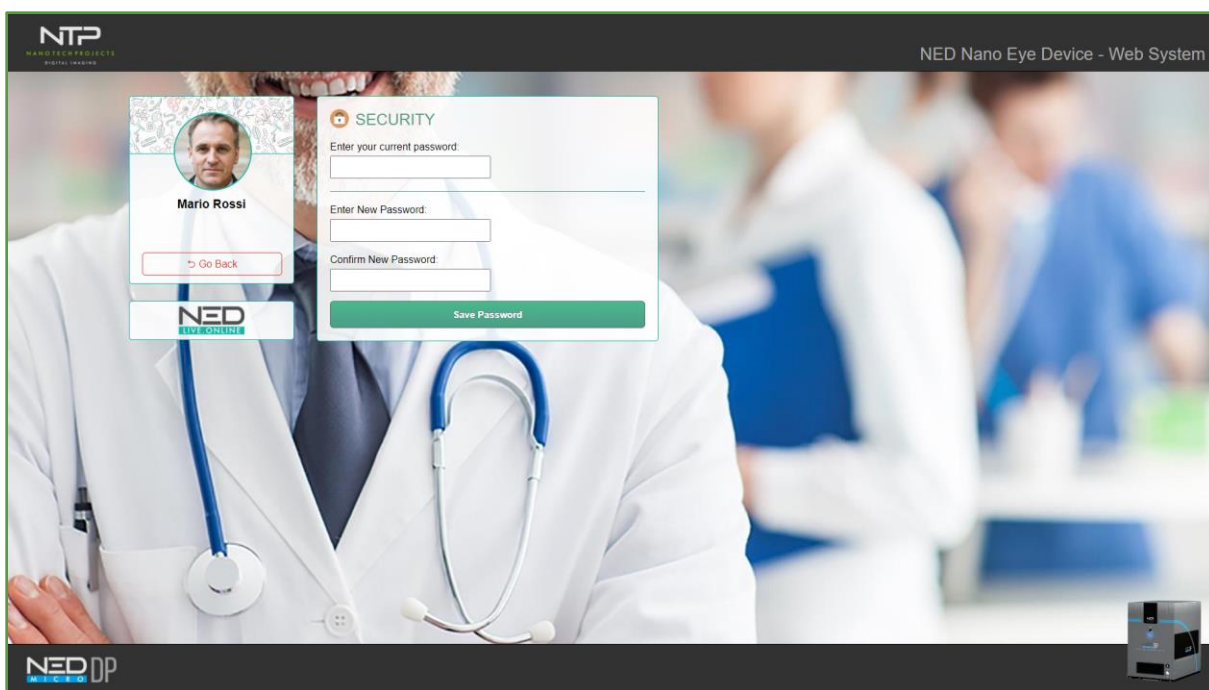 NTP
NANOTECHPROJECTS
DIGITAL IMAGING
NED Nano Eye Device - Web System
Mario Rossi
Go Back
NED
LIVE.ONLINE
SECURITY
Enter your current password:
Enter New Password:
Confirm New Password:
Save Password
NED DP
MICRO